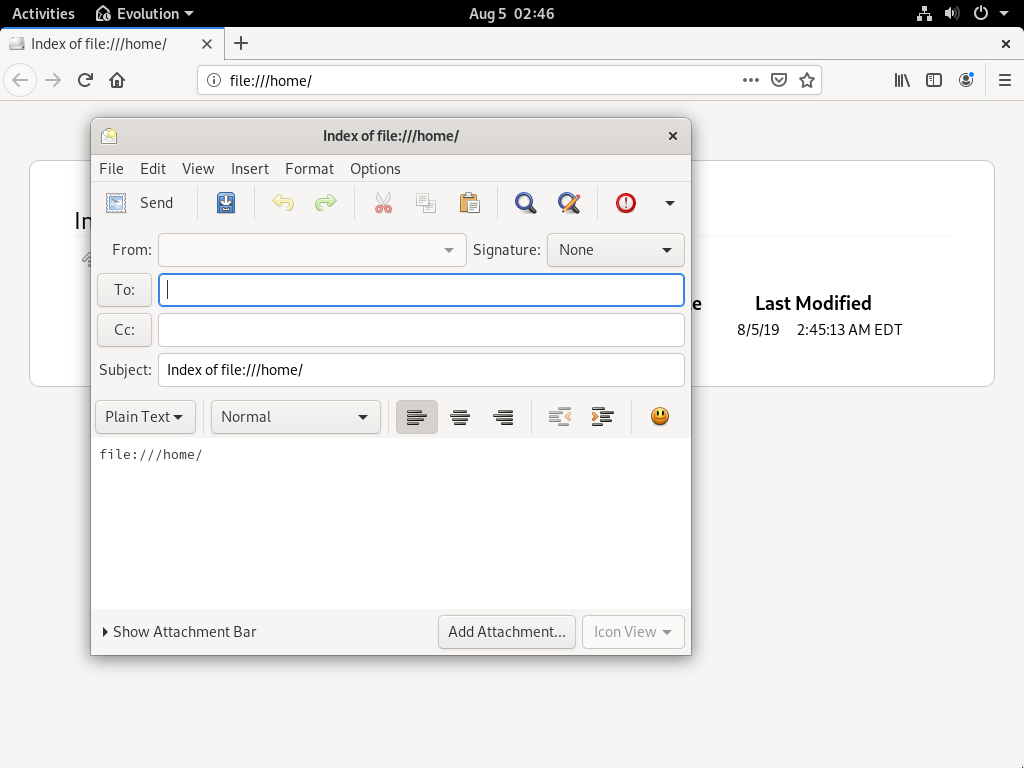 Activities Evolution Aug 5 02:46
Index of file:///home/
file:///home/
Index of file:///home/
File Edit View Insert Format Options
Send
From: Signature: None
To:
Cc:
Subject: Index of file:///home/
Last Modified
8/5/19 2:45:13 AM EDT
Plain Text Normal
file:///home/
Show Attachment Bar Add Attachment... Icon View